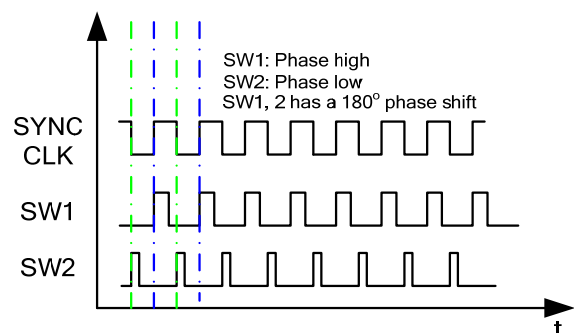 SW1: Phase high
SW2: Phase low
SW1, 2 has a 180° phase shift
SYNC
CLK
SW1
SW2
t